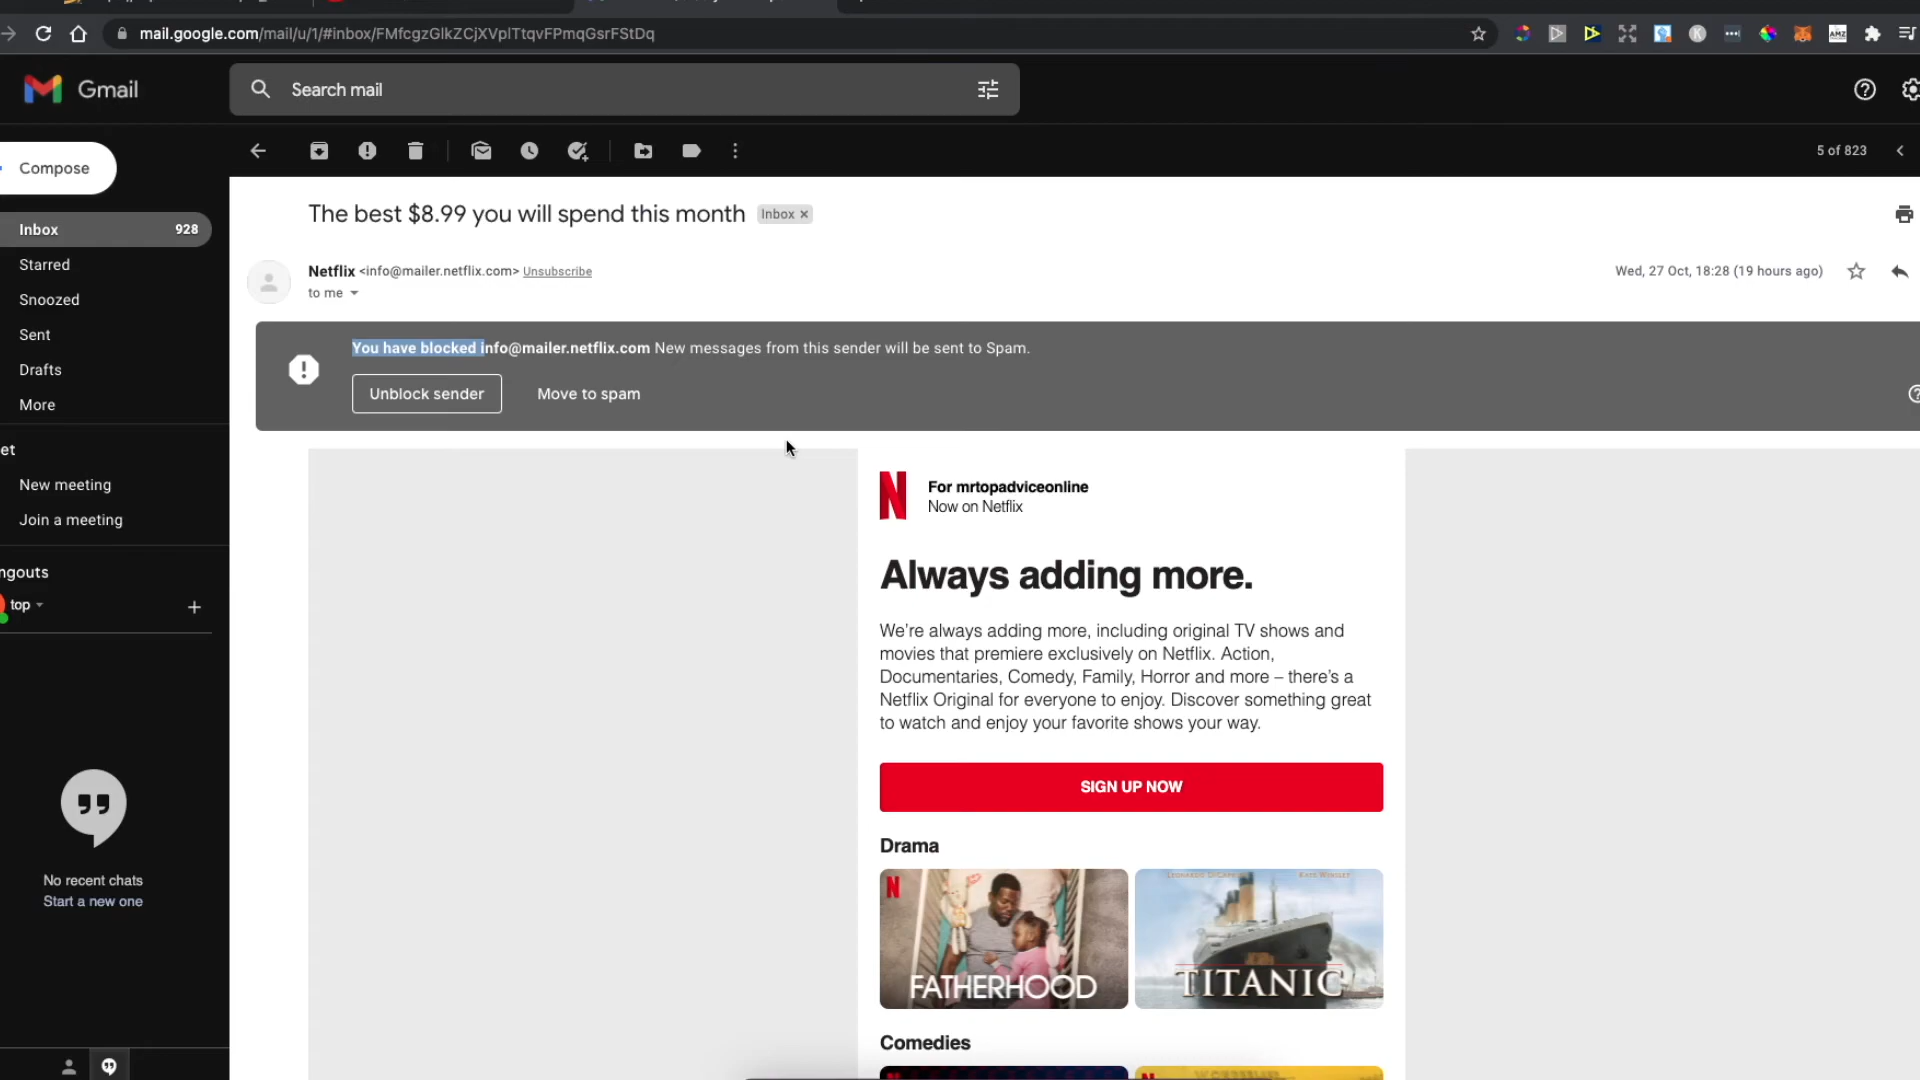 mail.google.com/mail/u/1/#inbox/FMfcgzGlkZCjXVplTtqvFPmqGsrFStDq
AMZ
Gmail
Search mail
Compose
5 of 823
The best $8.99 you will spend this month
Inbox ×
Inbox 928
Starred
Snoozed
Sent
Drafts
More
Netflix <info@mailer.netflix.com> Unsubscribe
Wed, 27 Oct, 18:28 (19 hours ago)
to me
You have blocked info@mailer.netflix.com New messages from this sender will be sent to Spam.
Unblock sender
Move to spam
et
New meeting
Join a meeting
ngouts
top
No recent chats
Start a new one
N
For mrtopadviceonline
Now on Netflix
Always adding more.
We're always adding more, including original TV shows and
movies that premiere exclusively on Netflix. Action,
Documentaries, Comedy, Family, Horror and more – there's a
Netflix Original for everyone to enjoy. Discover something great
to watch and enjoy your favorite shows your way.
SIGN UP NOW
Drama
N
FATHERHOOD
LEONARDO DICAPRIO KATE WINSLET
TITANIC
Comedies